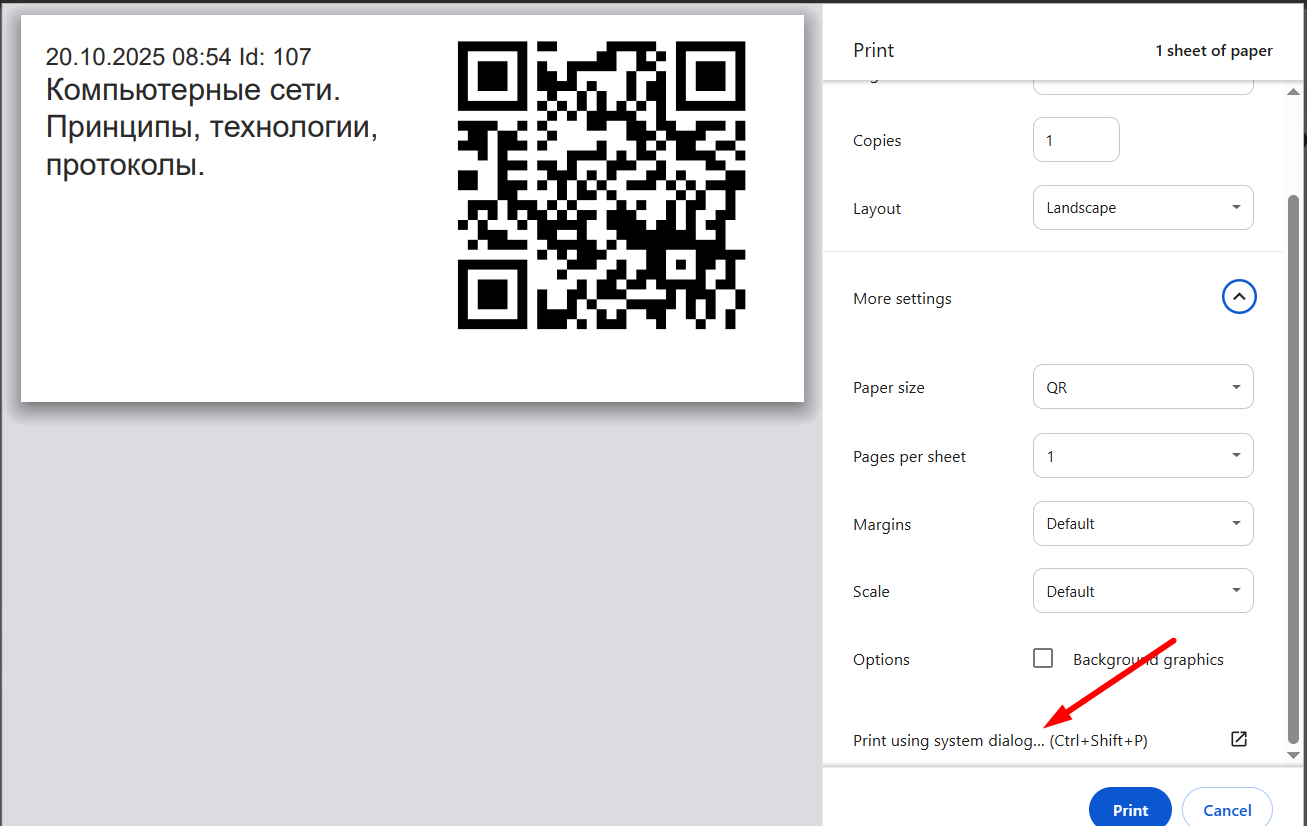 20.10.2025 08:54 Id: 107
Компьютерные сети.
Принципы, технологии,
протоколы.
Print
1 sheet of paper
Copies
1
Layout
Landscape
More settings
Paper size
QR
Pages per sheet
1
Margins
Default
Scale
Default
Options
Background graphics
Print using system dialog... (Ctrl+Shift+P)
Print
Cancel